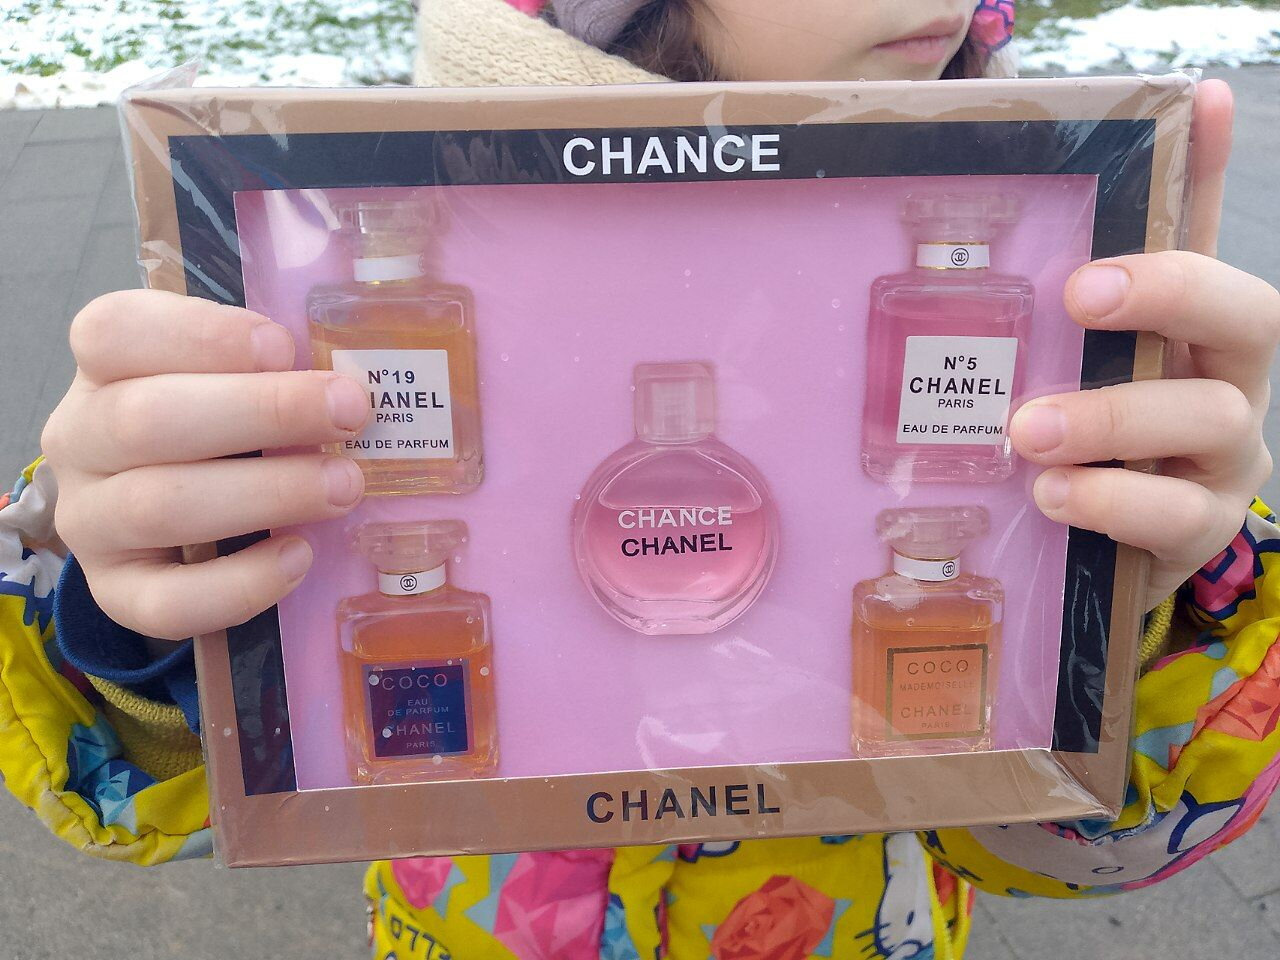 CHANCE
N°19
HANEL
PARIS
EAU DE PARFUM
N°5
CHANEL
PARIS
EAU DE PARFUM
CHANCE
CHANEL
COCO
EAU
DE PARFUM
CHANEL
PARIS
COCO
MADEMOISELLE
CHANEL
PARIS
CHANEL